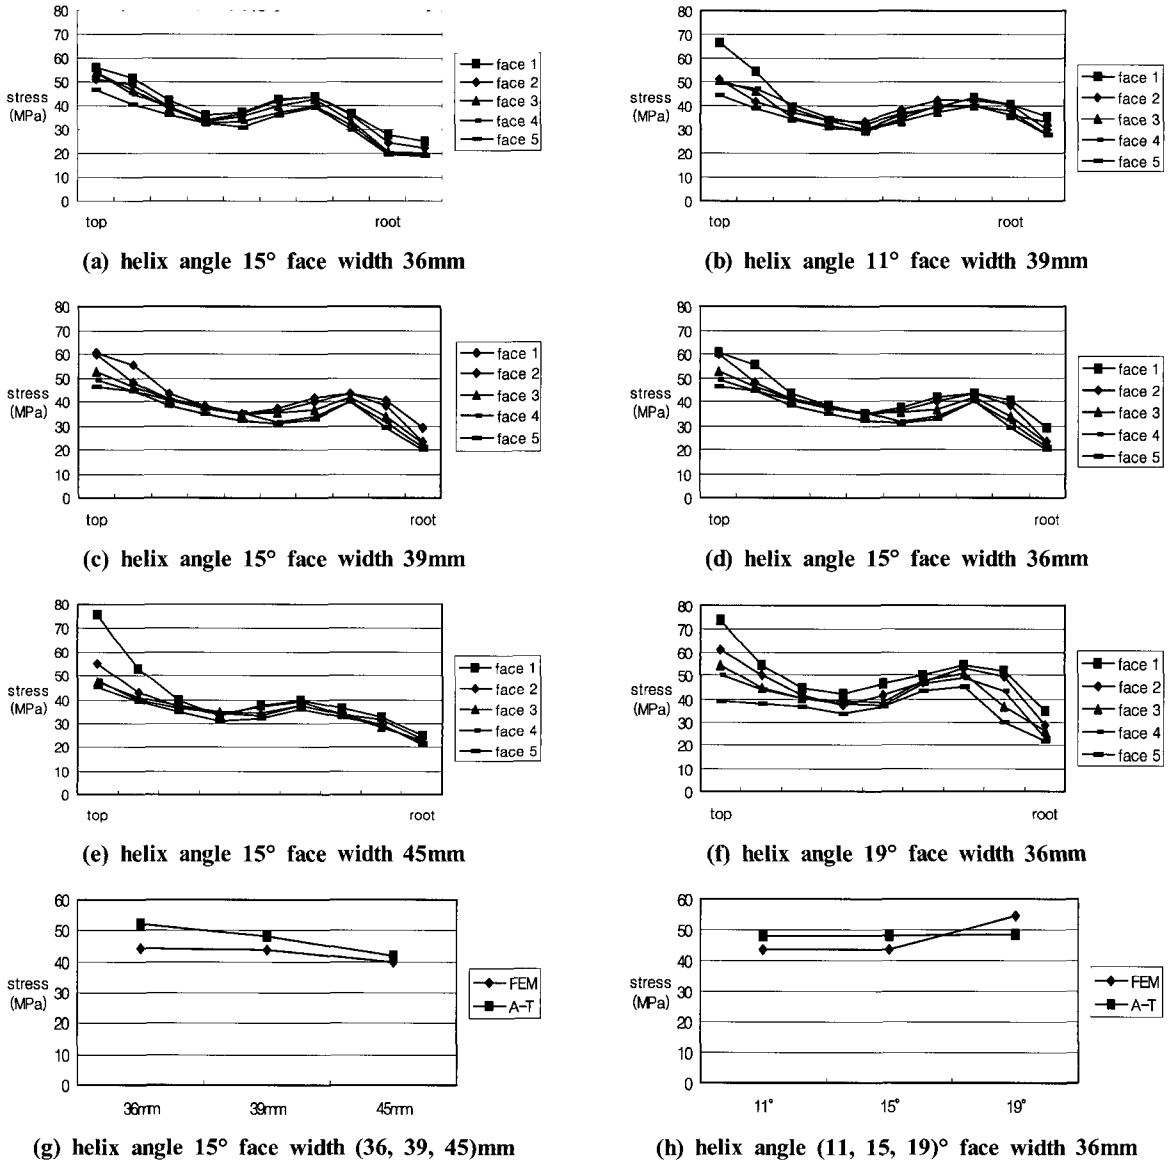 80
70
60
50
40
30
20
10
0
stress
(MPa)
top
root
face 1
face 2
face 3
face 4
face 5
(a) helix angle 15° face width 36mm
80
70
60
50
40
30
20
10
0
stress
(MPa)
top
root
face 1
face 2
face 3
face 4
face 5
(b) helix angle 11° face width 39mm
80
70
60
50
40
30
20
10
0
stress
(MPa)
top
root
face 1
face 2
face 3
face 4
face 5
(c) helix angle 15° face width 39mm
80
70
60
50
40
30
20
10
0
stress
(MPa)
top
root
face 1
face 2
face 3
face 4
face 5
(d) helix angle 15° face width 36mm
80
70
60
50
40
30
20
10
0
stress
(MPa)
top
root
face 1
face 2
face 3
face 4
face 5
(e) helix angle 15° face width 45mm
80
70
60
50
40
30
20
10
0
stress
(MPa)
top
root
face 1
face 2
face 3
face 4
face 5
(f) helix angle 19° face width 36mm
60
50
40
30
20
10
0
stress
(MPa)
36mm 39mm 45mm
FEM
A-T
(g) helix angle 15° face width (36, 39, 45)mm
60
50
40
30
20
10
0
stress
(MPa)
11° 15° 19°
FEM
A-T
(h) helix angle (11, 15, 19)° face width 36mm